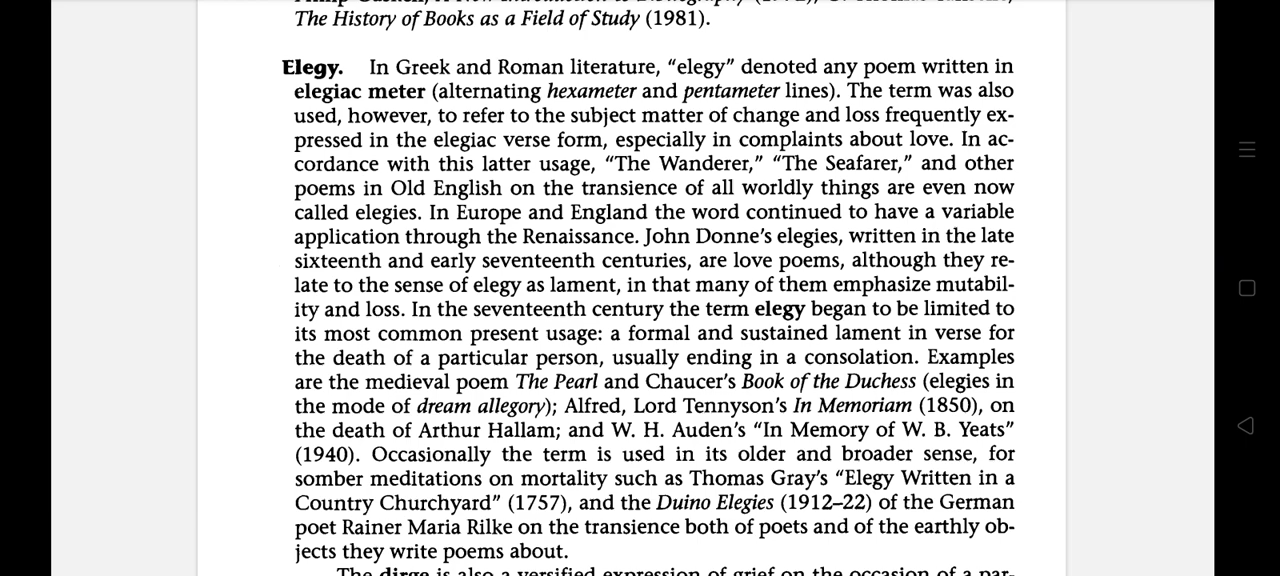 The History of Books as a Field of Study (1981).
Elegy. In Greek and Roman literature, “elegy” denoted any poem written in
elegiac meter (alternating hexameter and pentameter lines). The term was also
used, however, to refer to the subject matter of change and loss frequently ex-
pressed in the elegiac verse form, especially in complaints about love. In ac-
cordance with this latter usage, “The Wanderer,” “The Seafarer,” and other
poems in Old English on the transience of all worldly things are even now
called elegies. In Europe and England the word continued to have a variable
application through the Renaissance. John Donne’s elegies, written in the late
sixteenth and early seventeenth centuries, are love poems, although they re-
late to the sense of elegy as lament, in that many of them emphasize mutabil-
ity and loss. In the seventeenth century the term elegy began to be limited to
its most common present usage: a formal and sustained lament in verse for
the death of a particular person, usually ending in a consolation. Examples
are the medieval poem The Pearl and Chaucer’s Book of the Duchess (elegies in
the mode of dream allegory); Alfred, Lord Tennyson’s In Memoriam (1850), on
the death of Arthur Hallam; and W. H. Auden’s “In Memory of W. B. Yeats”
(1940). Occasionally the term is used in its older and broader sense, for
somber meditations on mortality such as Thomas Gray’s “Elegy Written in a
Country Churchyard” (1757), and the Duino Elegies (1912–22) of the German
poet Rainer Maria Rilke on the transience both of poets and of the earthly ob-
jects they write poems about.
The dirge is also a versified expression of grief on the occasion of a par-